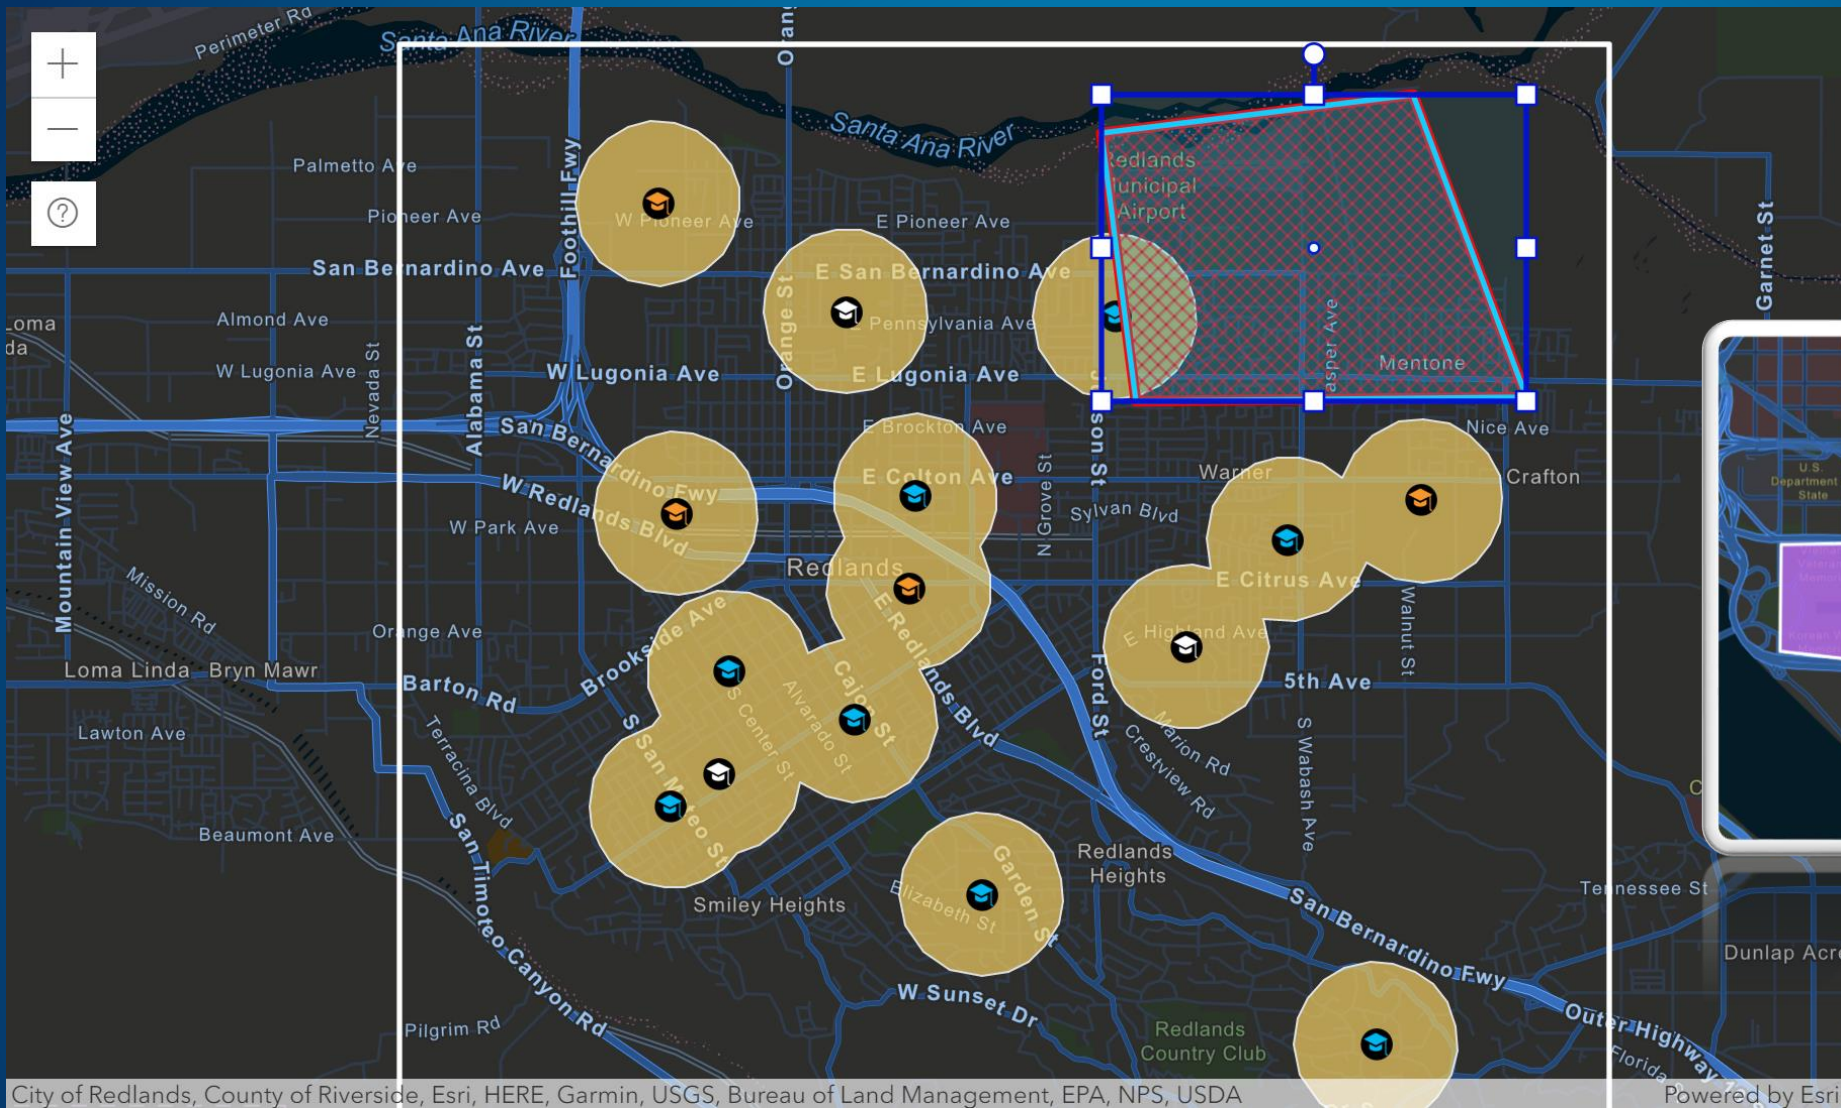 Perimeter Rd
Santa Ana River
Orang
Santa Ana River
Palmetto Ave
Foothill Fwy
Redlands
Municipal
Airport
Pioneer Ave
W Pioneer Ave
E Pioneer Ave
Garnet St
San Bernardino Ave
E San Bernardino Ave
Loma
da
Almond Ave
Nevada St
Alabama St
Orange St
E Pennsylvania Ave
Mentone
W Lugonia Ave
W Lugonia Ave
E Lugonia Ave
Mountain View Ave
San Bernardino Fwy
E Brockton Ave
son St
Nice Ave
W Redlands Blvd
E Colton Ave
N Grove St
Warner
Crafton
W Park Ave
Sylvan Blvd
U.S.
Department
State
Redlands
Mission Rd
E Citrus Ave
Walnut St
Orange Ave
Brookside Ave
E Redlands Blvd
E Highland Ave
Loma Linda
Bryn Mawr
Barton Rd
Cajon St
Ford St
5th Ave
Lawton Ave
Terracina Blvd
S San Mateo St
S Center St
Alvarado St
Marion Rd
Crestview Rd
S Wabash Ave
C
Beaumont Ave
San Timoteo Canyon Rd
Smiley Heights
Elizabeth St
Garden St
Redlands
Heights
San Bernardino Fwy
Tennessee St
Dunlap Acre
W Sunset Dr
Pilgrim Rd
Redlands
Country Club
Outer Highway
Florida
City of Redlands, County of Riverside, Esri, HERE, Garmin, USGS, Bureau of Land Management, EPA, NPS, USDA
Powered by Esri